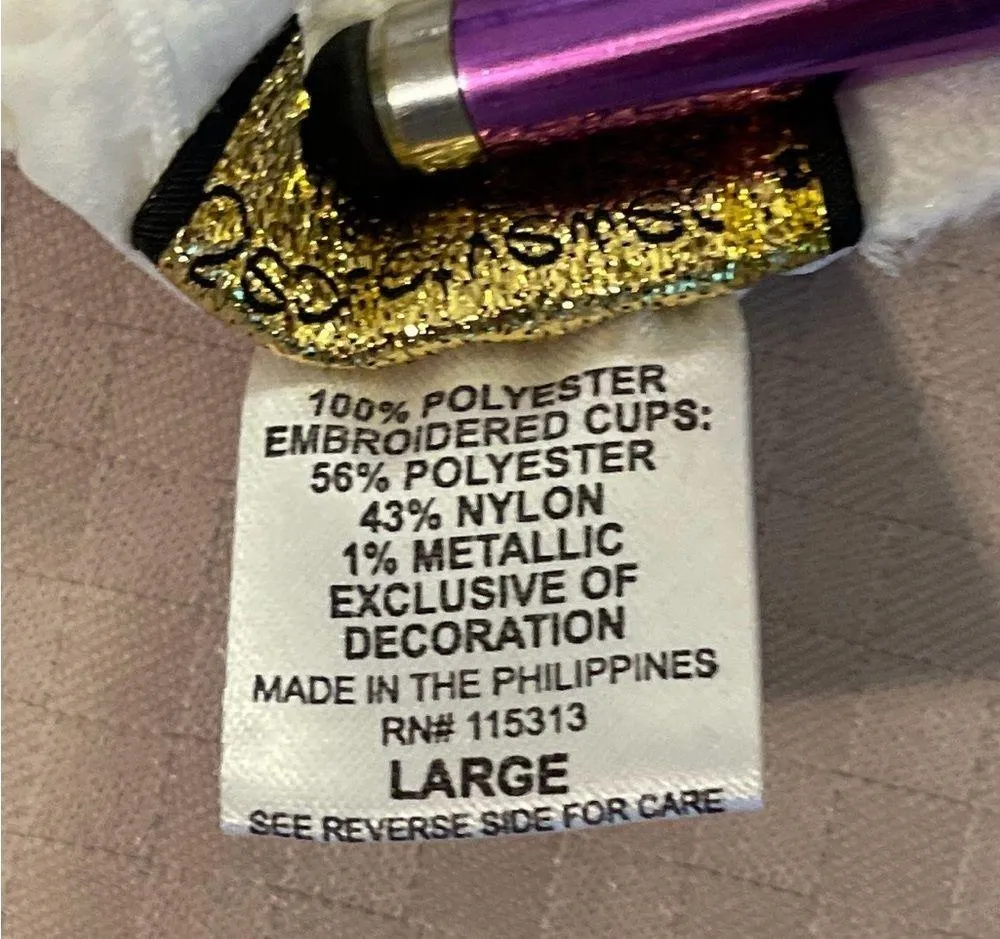 100% POLYESTER
EMBROIDERED CUPS:
56% POLYESTER
43% NYLON
1% METALLIC
EXCLUSIVE OF
DECORATION
MADE IN THE PHILIPPINES
RN# 115313
LARGE
SEE REVERSE SIDE FOR CARE